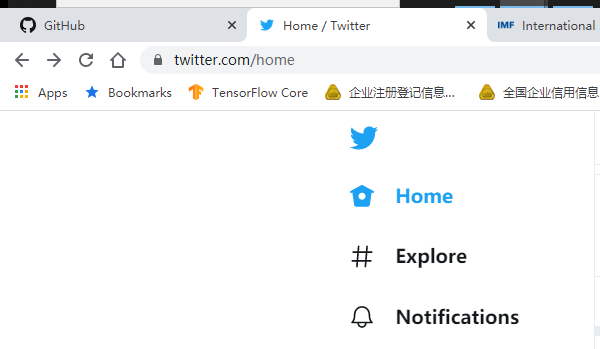 GitHub
Home / Twitter
IMF International
twitter.com/home
Apps Bookmarks TensorFlow Core 企业注册登记信息... 全国企业信用信息
Home
Explore
Notifications